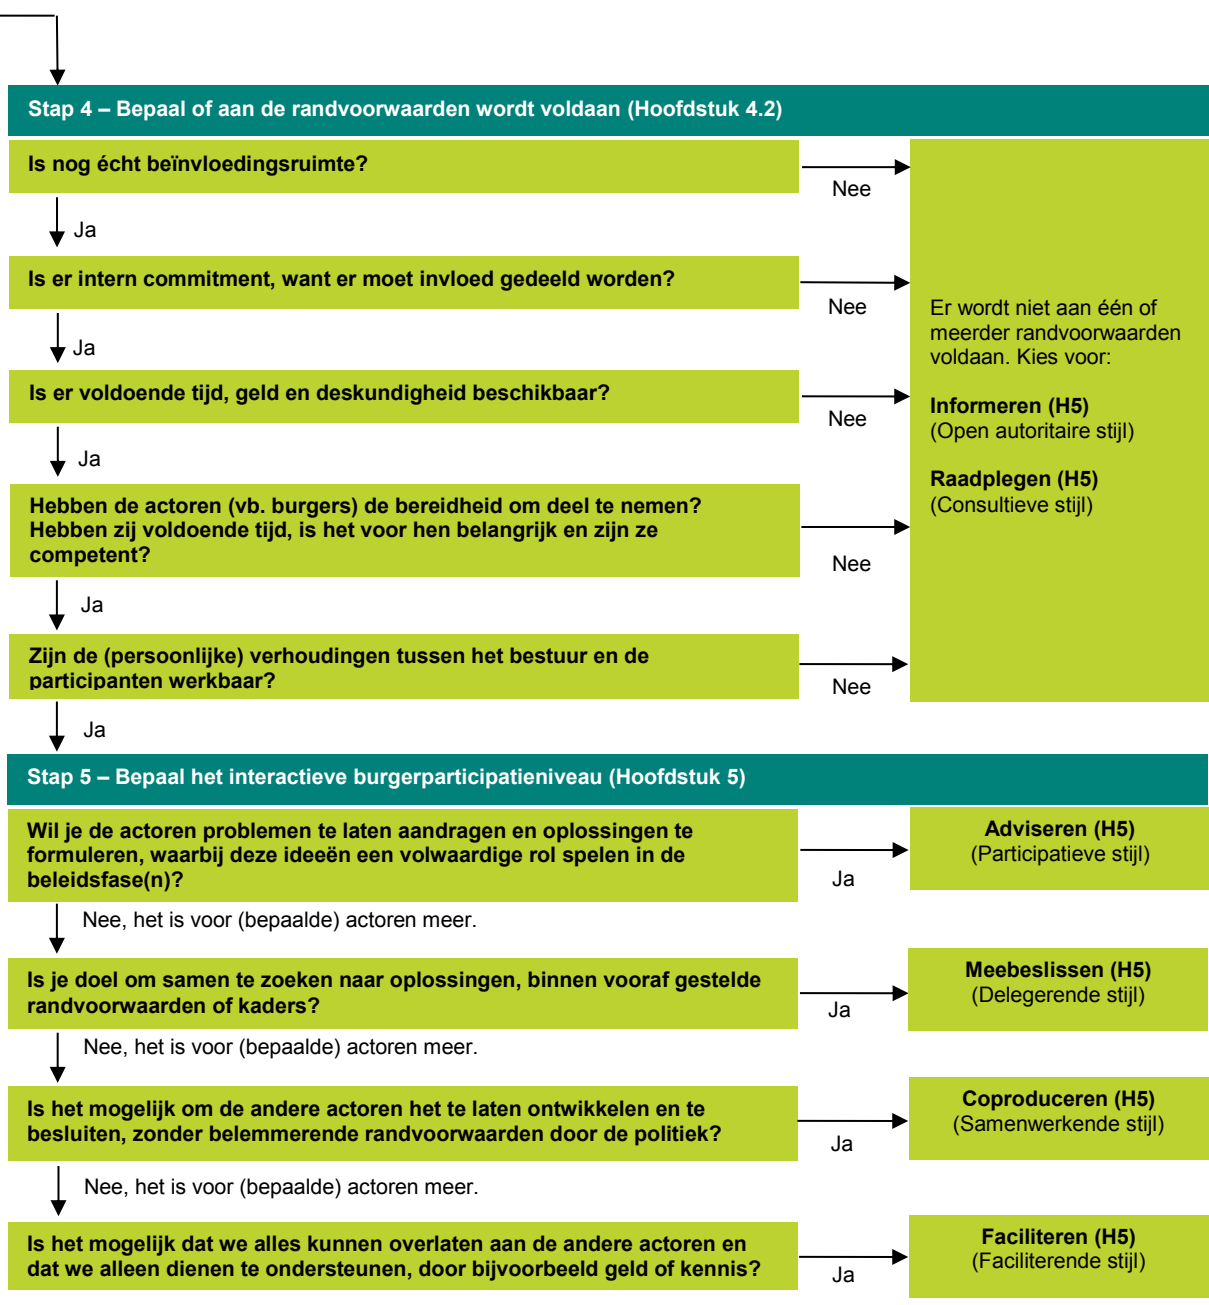 Stap 4 – Bepaal of aan de randvoorwaarden wordt voldaan (Hoofdstuk 4.2)
Is nog écht beïnvloedingsruimte?
Nee
Ja
Is er intern commitment, want er moet invloed gedeeld worden?
Nee
Ja
Is er voldoende tijd, geld en deskundigheid beschikbaar?
Nee
Ja
Hebben de actoren (vb. burgers) de bereidheid om deel te nemen?
Hebben zij voldoende tijd, is het voor hen belangrijk en zijn ze
competent?
Nee
Ja
Zijn de (persoonlijke) verhoudingen tussen het bestuur en de
participanten werkbaar?
Nee
Ja
Er wordt niet aan één of
meerder randvoorwaarden
voldaan. Kies voor:
Informeren (H5)
(Open autoritaire stijl)
Raadplegen (H5)
(Consultieve stijl)
Stap 5 – Bepaal het interactieve burgerparticipatieniveau (Hoofdstuk 5)
Wil je de actoren problemen te laten aandragen en oplossingen te
formuleren, waarbij deze ideeën een volwaardige rol spelen in de
beleidsfase(n)?
Ja
Adviseren (H5)
(Participatieve stijl)
Nee, het is voor (bepaalde) actoren meer.
Is je doel om samen te zoeken naar oplossingen, binnen vooraf gestelde
randvoorwaarden of kaders?
Ja
Meebeslissen (H5)
(Delegerende stijl)
Nee, het is voor (bepaalde) actoren meer.
Is het mogelijk om de andere actoren het te laten ontwikkelen en te
besluiten, zonder belemmerende randvoorwaarden door de politiek?
Ja
Coproduceren (H5)
(Samenwerkende stijl)
Nee, het is voor (bepaalde) actoren meer.
Is het mogelijk dat we alles kunnen overlaten aan de andere actoren en
dat we alleen dienen te ondersteunen, door bijvoorbeeld geld of kennis?
Ja
Faciliteren (H5)
(Faciliterende stijl)